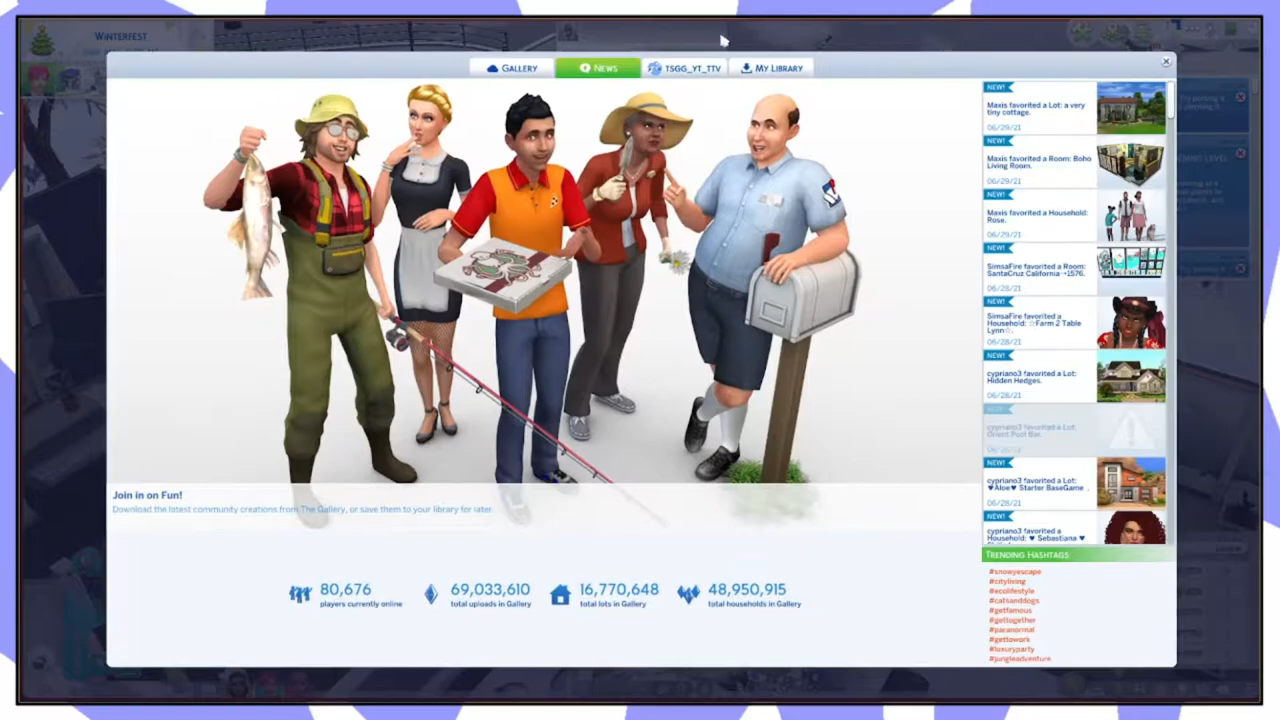 WINTERFEST
GALLERY
NEWS
TSGG_YT_TTV
MY LIBRARY
NEW!
Maxis favorited a Lot: a very
tiny cottage.
06/29/21
NEW!
Maxis favorited a Room: Boho
Living Room.
06/29/21
NEW!
Maxis favorited a Household:
Rose.
06/29/21
NEW!
SimsaFire favorited a Room:
SantaCruz California→1576.
06/28/21
NEW!
SimsaFire favorited a
Household: ☆Farm 2 Table
Lynn☆.
06/28/21
NEW!
cypriano3 favorited a Lot:
Hidden Hedges.
06/28/21
cypriano3 favorited a Lot:
Orient Pool Bar.
NEW!
cypriano3 favorited a Lot:
♥Aloe♥ Starter BaseGame .
06/28/21
NEW!
cypriano3 favorited a
Household: ♥ Sebastiana ♥
Join in on Fun!
Download the latest community creations from The Gallery, or save them to your library for later
80,676
players currently online
69,033,610
total uploads in Gallery
16,770,648
total lots in Gallery
48,950,915
total households in Gallery
TRENDING HASHTAGS
#snowyescape
#cityliving
#ecolifestyle
#catsanddogs
#getfamous
#gettogether
#paranormal
#gettowork
#luxuryparty
#jungleadventure